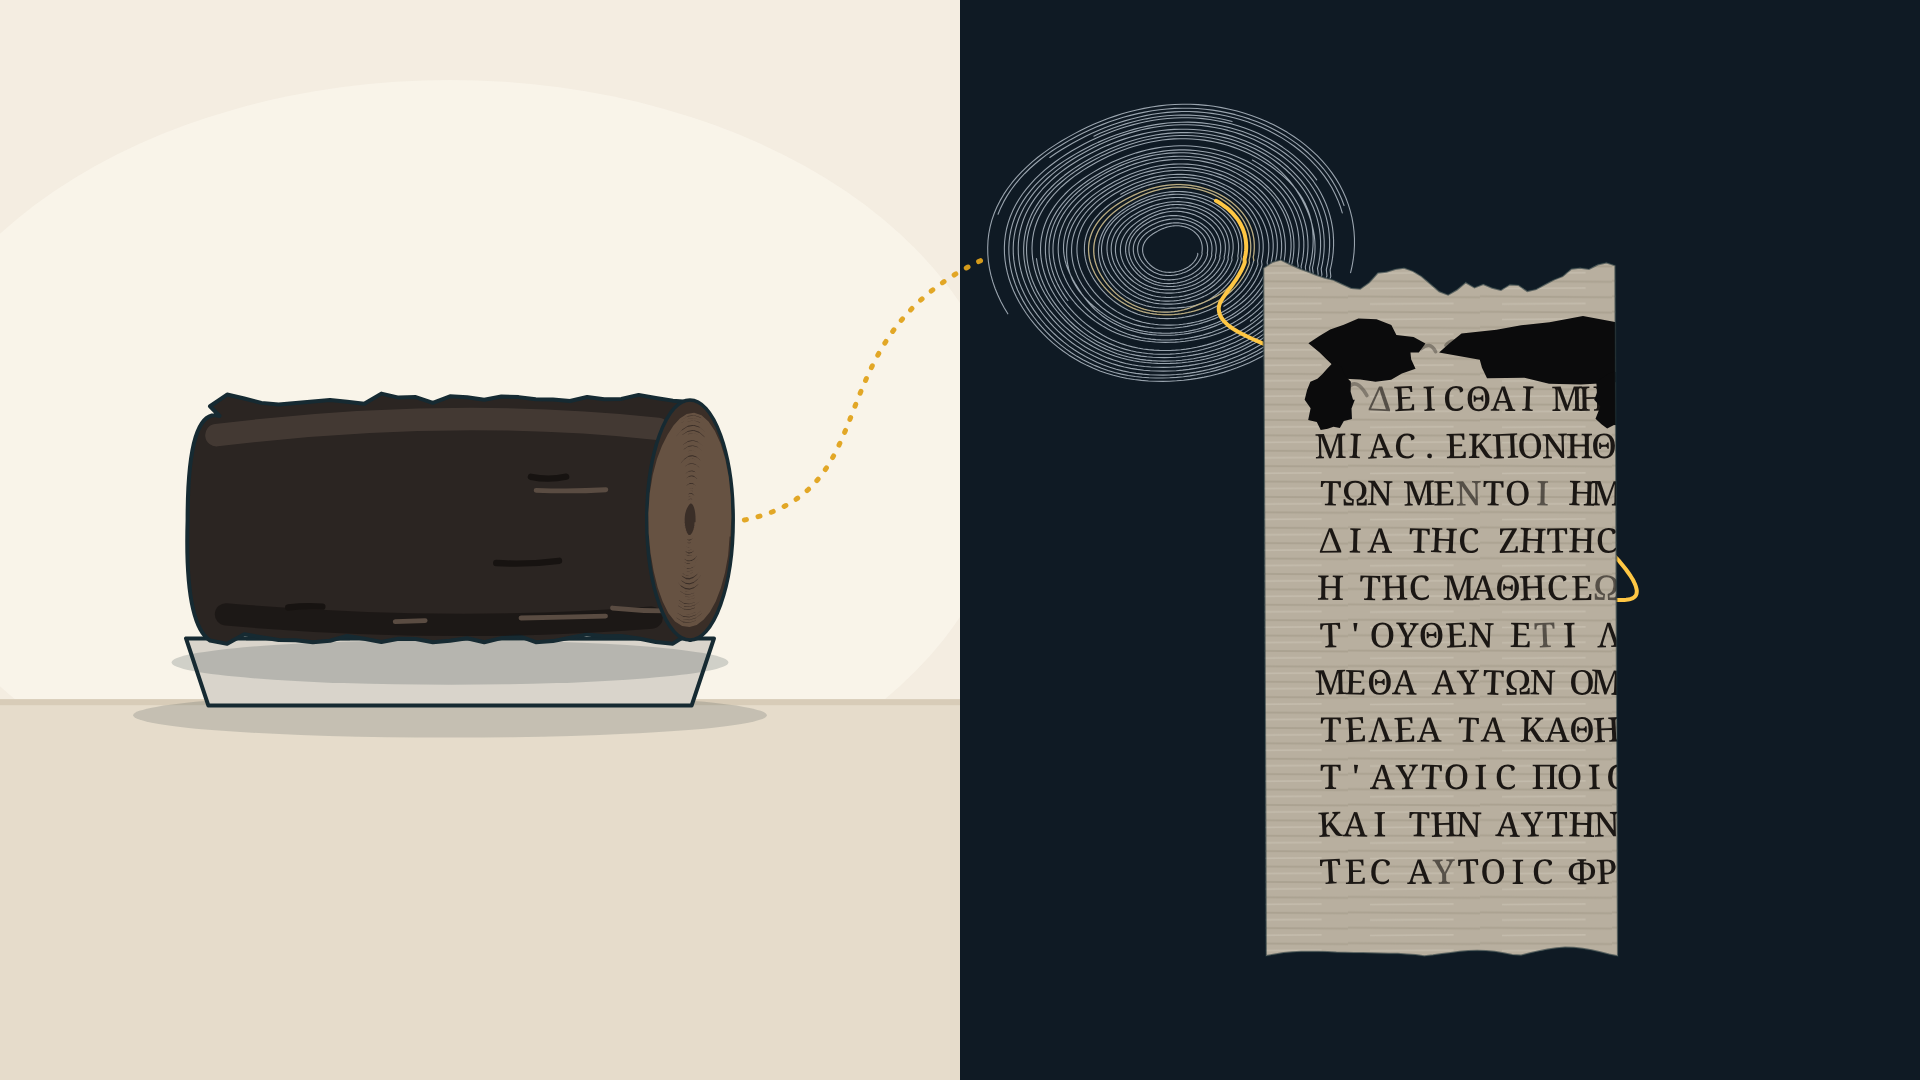 ΔΕΙϹΘΑΙ ΜΗ
ΜΙΑϹ . ΕΚΠΟΝΗΘ
ΤΩΝ ΜΕΝΤΟΙ ΗΜ
ΔΙΑ ΤΗϹ ΖΗΤΗϹ
Η ΤΗϹ ΜΑΘΗϹΕΩ
Τ'ΟΥΘΕΝ ΕΤΙ Λ
ΜΕΘΑ ΑΥΤΩΝ ΟΜ
ΤΕΛΕΑ ΤΑ ΚΑΘΗ
Τ'ΑΥΤΟΙϹ ΠΟΙϹ
ΚΑΙ ΤΗΝ ΑΥΤΗΝ
ΤΕϹ ΑΥΤΟΙϹ ΦΡ